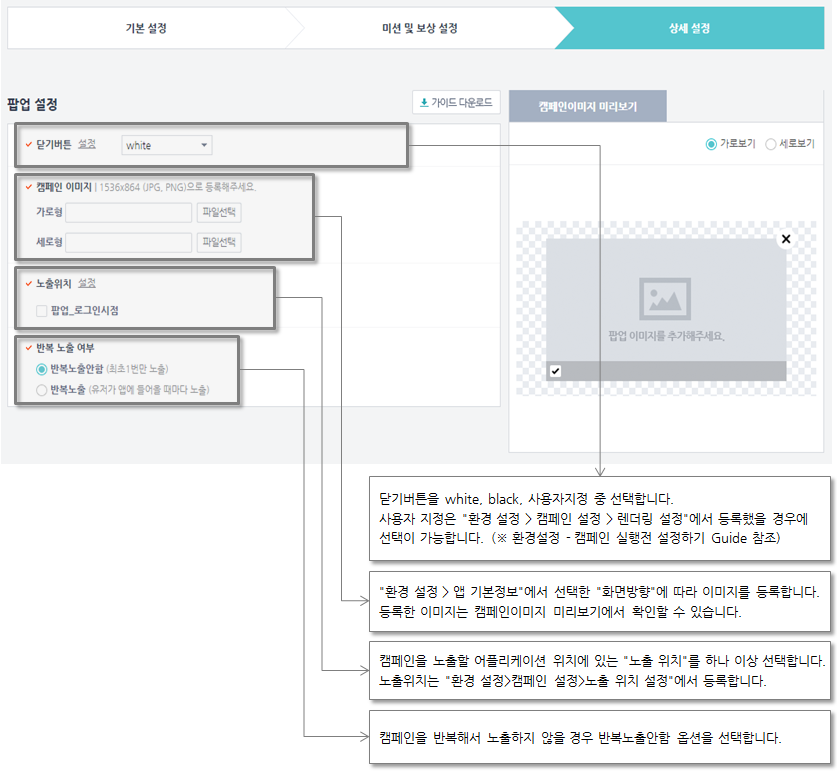 기본 설정
미션 및 보상 설정
상세 설정
팝업 설정
가이드 다운로드
캠페인이미지 미리보기
닫기버튼 설정 white
가로보기 세로보기
캠페인 이미지 | 1536x864 (JPG, PNG)으로 등록해주세요.
가로형 파일선택
세로형 파일선택
노출위치 설정
팝업_로그인시점
반복 노출 여부
반복노출안함 (최초1번만 노출)
반복노출 (유저가 앱에 들어올 때마다 노출)
팝업 이미지를 추가해주세요.
닫기버튼을 white, black, 사용자지정 중 선택합니다.
사용자 지정은 "환경 설정 > 캠페인 설정 > 렌더링 설정"에서 등록했을 경우에
선택이 가능합니다. (※ 환경설정 - 캠페인 실행전 설정하기 Guide 참조)
"환경 설정 > 앱 기본정보"에서 선택한 "화면방향"에 따라 이미지를 등록합니다.
등록한 이미지는 캠페인이미지 미리보기에서 확인할 수 있습니다.
캠페인을 노출할 어플리케이션 위치에 있는 "노출 위치"를 하나 이상 선택합니다.
노출위치는 "환경 설정>캠페인 설정>노출 위치 설정"에서 등록합니다.
캠페인을 반복해서 노출하지 않을 경우 반복노출안함 옵션을 선택합니다.